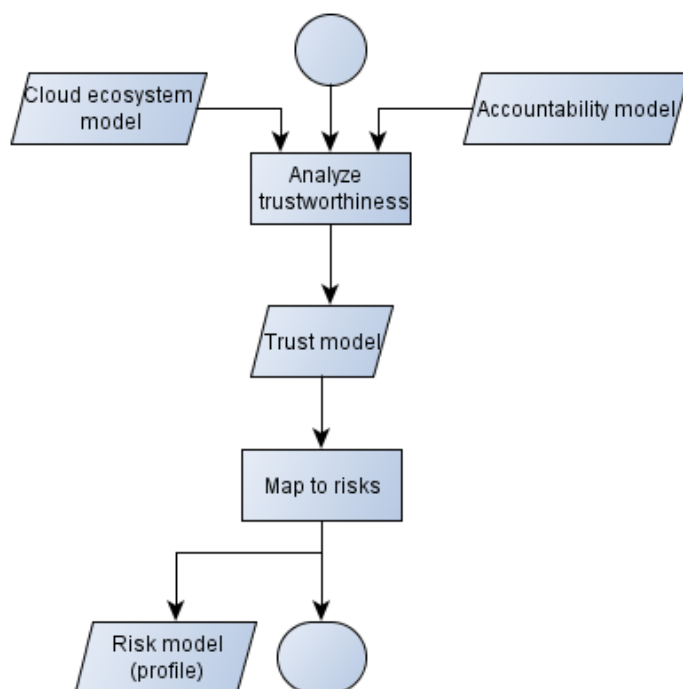 Cloud ecosystem
model
Accountability model
Analyze
trustworthiness
Trust model
Map to risks
Risk model
(profile)